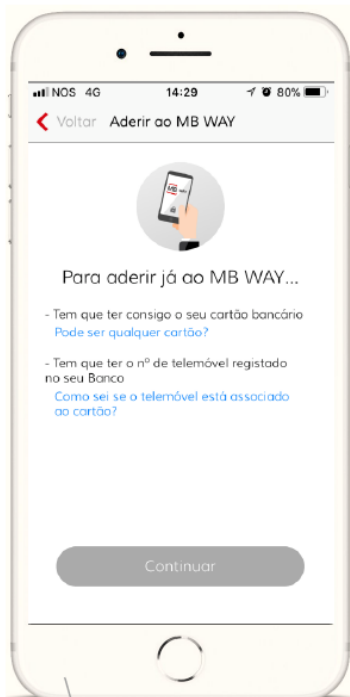 NOS 4G 14:29 80%
Voltar Aderir ao MB WAY
MB WAY
Para aderir já ao MB WAY...
- Tem que ter consigo o seu cartão bancário
Pode ser qualquer cartão?
- Tem que ter o nº de telemóvel registado
no seu Banco
Como sei se o telemóvel está associado
ao cartão?
Continuar